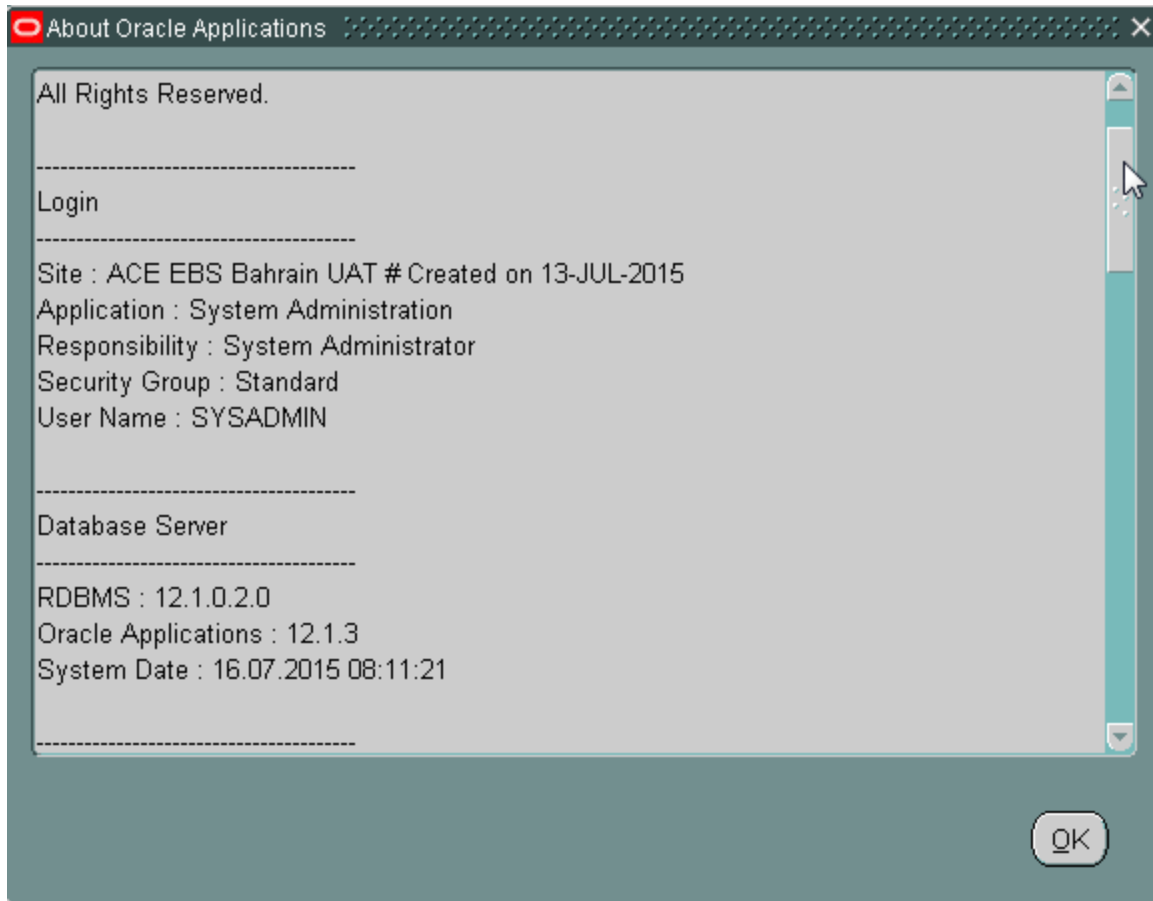 About Oracle Applications
All Rights Reserved.
----------------------------------------
Login
----------------------------------------
Site : ACE EBS Bahrain UAT # Created on 13-JUL-2015
Application : System Administration
Responsibility : System Administrator
Security Group : Standard
User Name : SYSADMIN
----------------------------------------
Database Server
----------------------------------------
RDBMS : 12.1.0.2.0
Oracle Applications : 12.1.3
System Date : 16.07.2015 08:11:21
----------------------------------------
OK